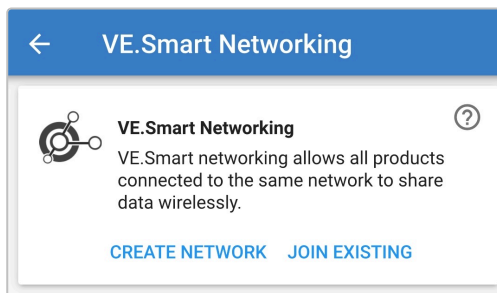 VE.Smart Networking
VE.Smart Networking
VE.Smart networking allows all products
connected to the same network to share
data wirelessly.
CREATE NETWORK JOIN EXISTING